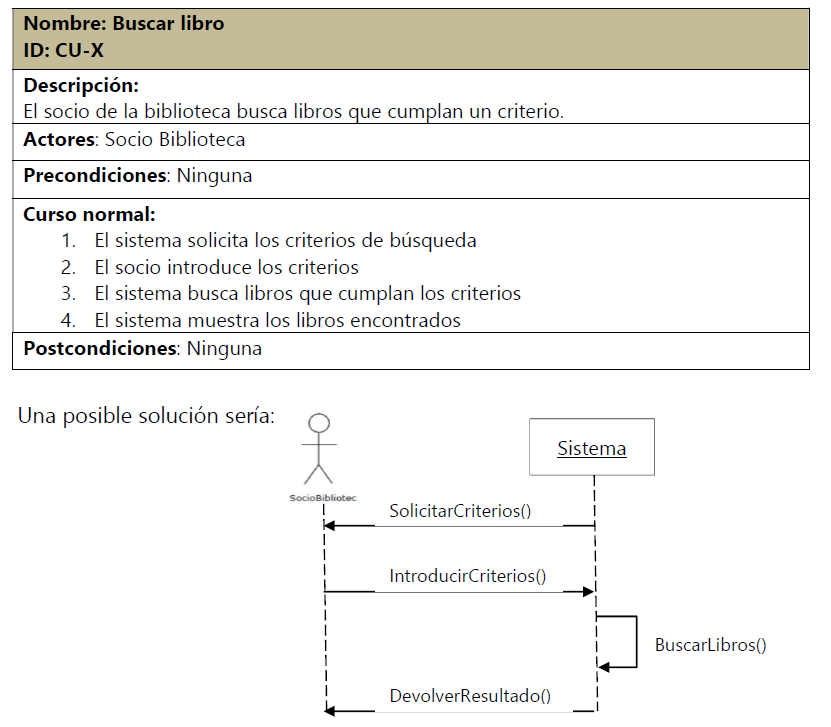 Nombre: Buscar libro
ID: CU-X
Descripción:
El socio de la biblioteca busca libros que cumplan un criterio.
Actores: Socio Biblioteca
Precondiciones: Ninguna
Curso normal:
1. El sistema solicita los criterios de búsqueda
2. El socio introduce los criterios
3. El sistema busca libros que cumplan los criterios
4. El sistema muestra los libros encontrados
Postcondiciones: Ninguna
Una posible solución sería:
Sistema
SocioBibliotec
SolicitarCriterios()
IntroducirCriterios()
BuscarLibros()
DevolverResultado()